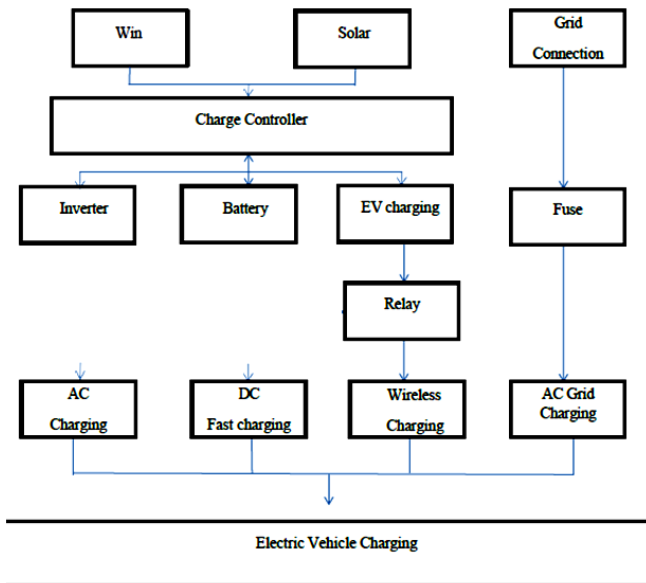 Win
Solar
Grid
Connection
Charge Controller
Inverter
Battery
EV charging
Fuse
Relay
AC
Charging
DC
Fast charging
Wireless
Charging
AC Grid
Charging
Electric Vehicle Charging